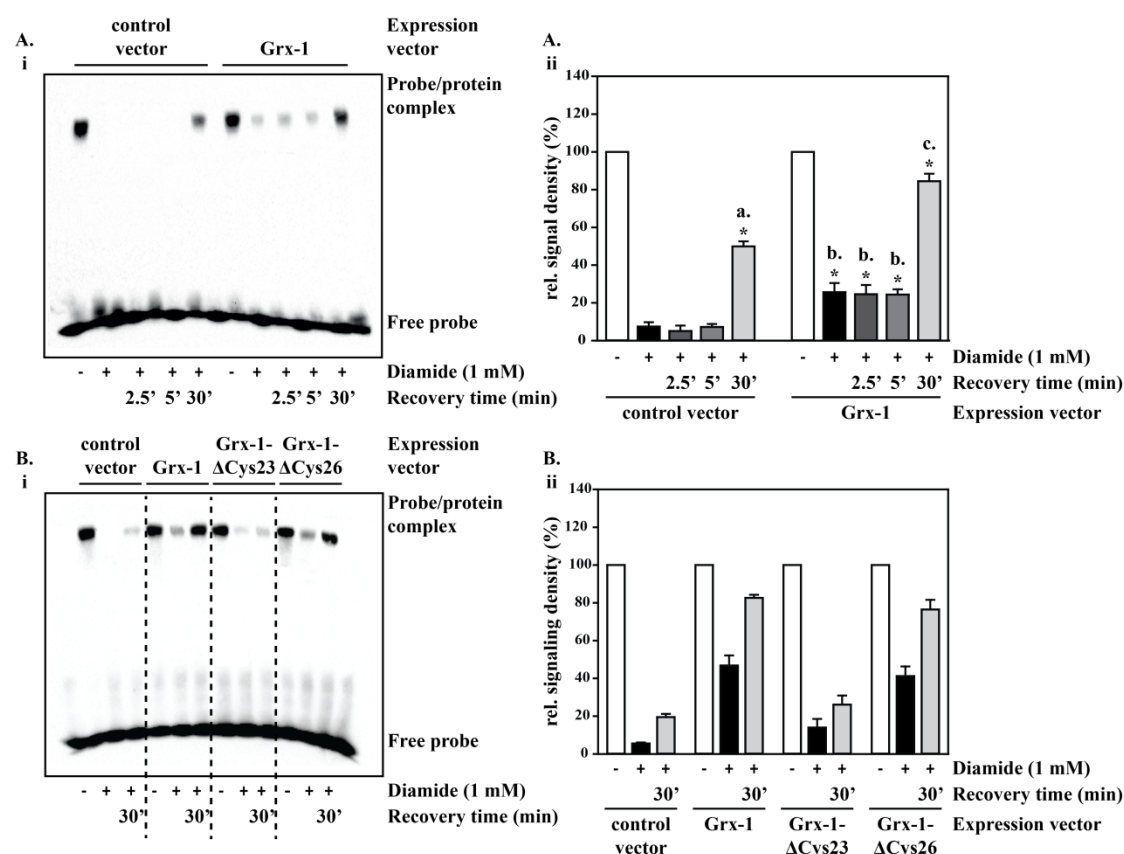 A.
i
control
vector
Grx-1
Expression
vector
Probe/protein
complex
Free probe
- + + + + - + + + + Diamide (1 mM)
2.5’ 5’ 30’ 2.5’ 5’ 30’ Recovery time (min)
A.
ii
rel. signal density (%)
140
120
100
80
60
40
20
0
a.
*
b. b. b.
* * *
c.
*
- + + + + - + + + + Diamide (1 mM)
2.5’ 5’ 30’ 2.5’ 5’ 30’ Recovery time (min)
control vector Grx-1 Expression vector
B.
i
control
vector
Grx-1
Grx-1-
ΔCys23
Grx-1-
ΔCys26
Expression
vector
Probe/protein
complex
Free probe
- + + - + + - + + - + + Diamide (1 mM)
30’ 30’ 30’ 30’ Recovery time (min)
B.
ii
rel. signaling density (%)
140
120
100
80
60
40
20
0
- + + - + + - + + - + + Diamide (1 mM)
30’ 30’ 30’ 30’ Recovery time (min)
control
vector
Grx-1
Grx-1-
ΔCys23
Grx-1-
ΔCys26
Expression vector